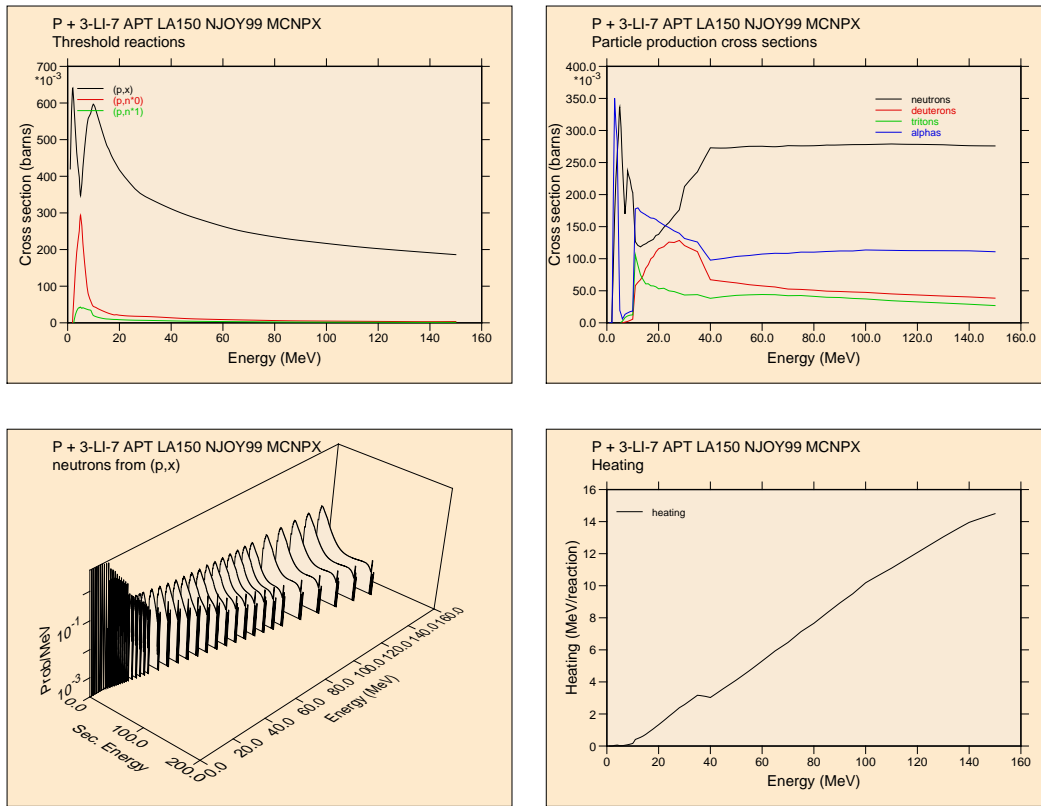 P + 3-LI-7 APT LA150 NJOY99 MCNPX
Threshold reactions
700
*10⁻³
600
500
400
300
200
100
0
Cross section (barns)
(p,x)
(p,n*0)
(p,n*1)
0 20 40 60 80 100 120 140 160
Energy (MeV)
P + 3-LI-7 APT LA150 NJOY99 MCNPX
Particle production cross sections
400.0
*10⁻³
350.0
300.0
250.0
200.0
150.0
100.0
50.0
0.0
Cross section (barns)
neutrons
deuterons
tritons
alphas
0.0 20.0 40.0 60.0 80.0 100.0 120.0 140.0 160.0
Energy (MeV)
P + 3-LI-7 APT LA150 NJOY99 MCNPX
neutrons from (p,x)
Prob/MeV
10⁻¹
10⁻³
0.0
100.0
200.0
Sec. Energy
0.0 20.0 40.0 60.0 80.0 100.0 120.0 140.0 160.0
Energy (MeV)
P + 3-LI-7 APT LA150 NJOY99 MCNPX
Heating
16
14
12
10
8
6
4
2
0
Heating (MeV/reaction)
heating
0 20 40 60 80 100 120 140 160
Energy (MeV)